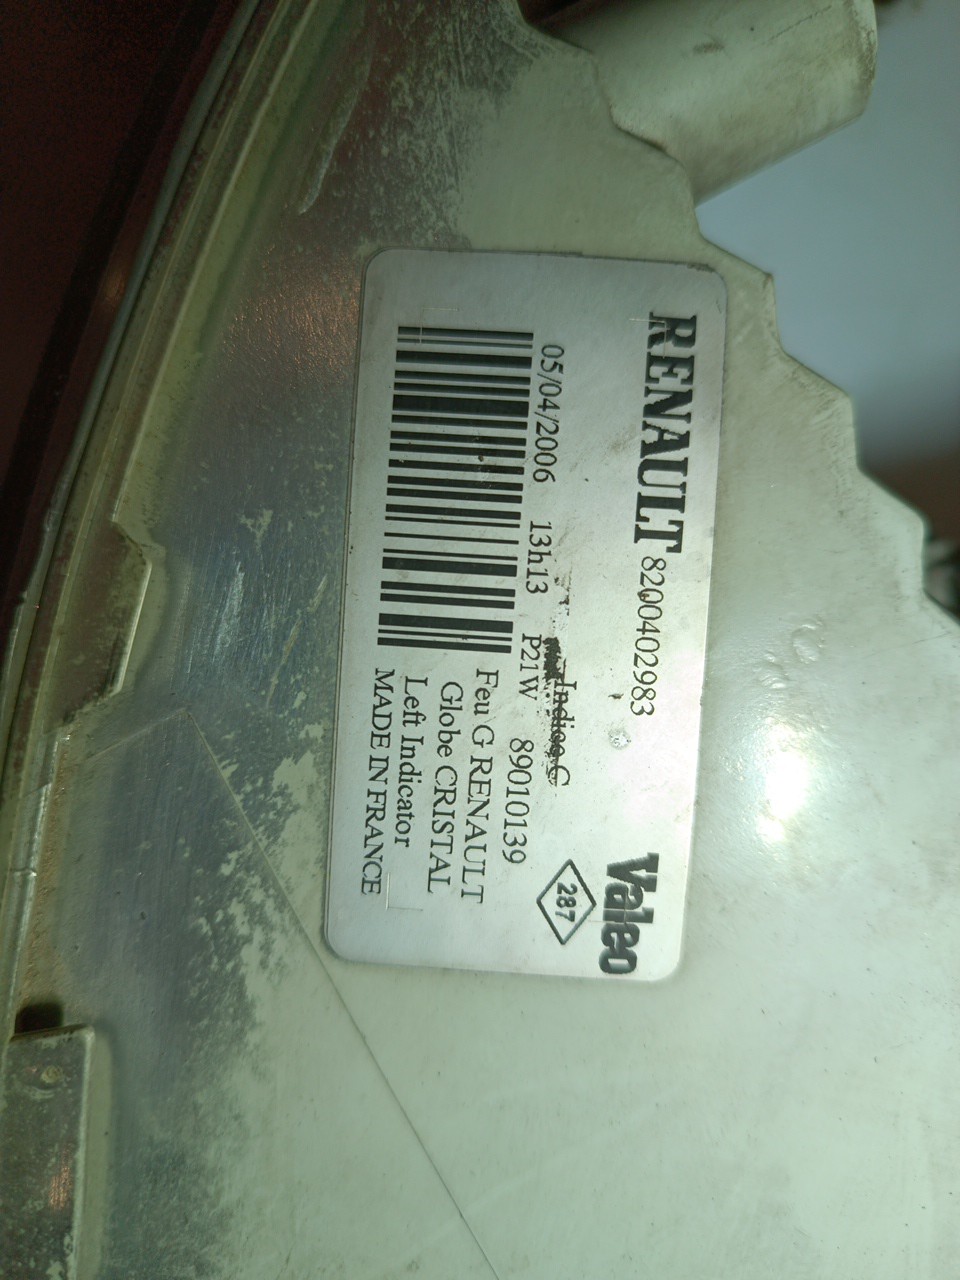 RENAULT 8200402983 Valeo
Indice C
287
05/04/2006 13h13 P21W 89010139
Feu G RENAULT
Globe CRISTAL
Left Indicator
MADE IN FRANCE